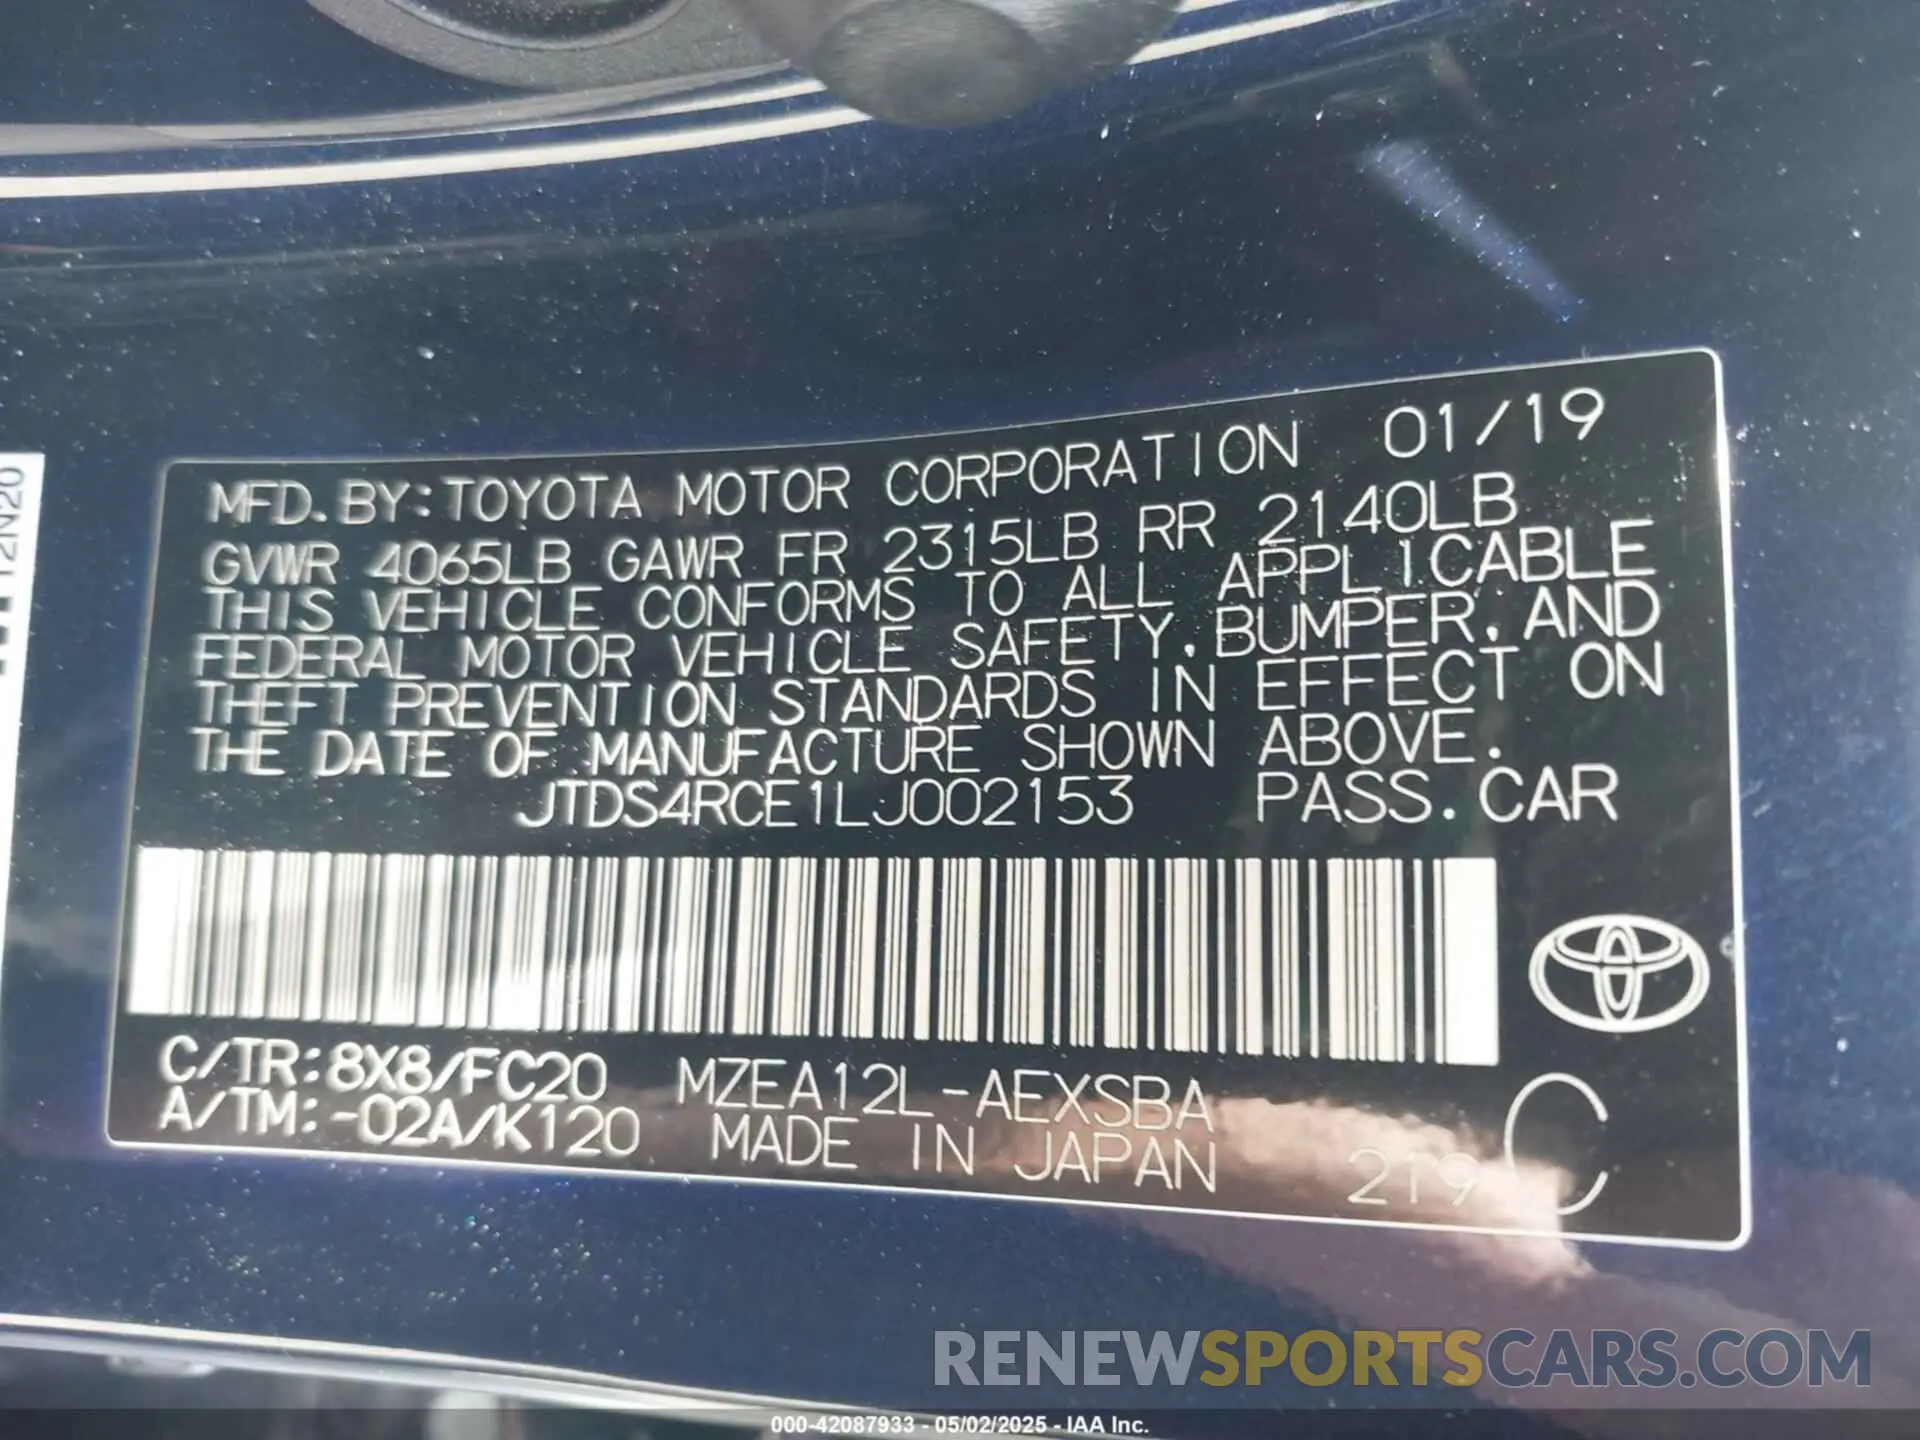 MFD. BY: TOYOTA MOTOR CORPORATION 01/19
GVWR 4065LB GAWR FR 2315LB RR 2140LB
THIS VEHICLE CONFORMS TO ALL APPLICABLE
FEDERAL MOTOR VEHICLE SAFETY, BUMPER, AND
THEFT PREVENTION STANDARDS IN EFFECT ON
THE DATE OF MANUFACTURE SHOWN ABOVE.
JTDS4RCE1LJ002153 PASS. CAR
C/TR: 8X8/FC20 MZEA12L-AEXSBA C
A/TM: -02A/K120 MADE IN JAPAN 219
RENEWSPORTSCARS.COM
000-42087933 - 05/02/2025 - IAA Inc.